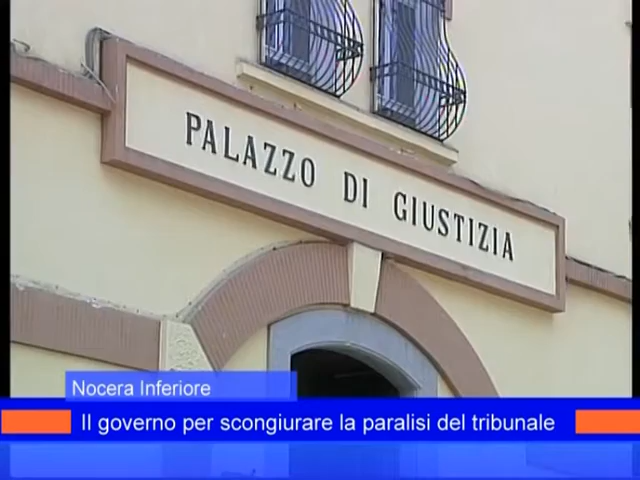 PALAZZO DI GIUSTIZIA
Nocera Inferiore
Il governo per scongiurare la paralisi del tribunale